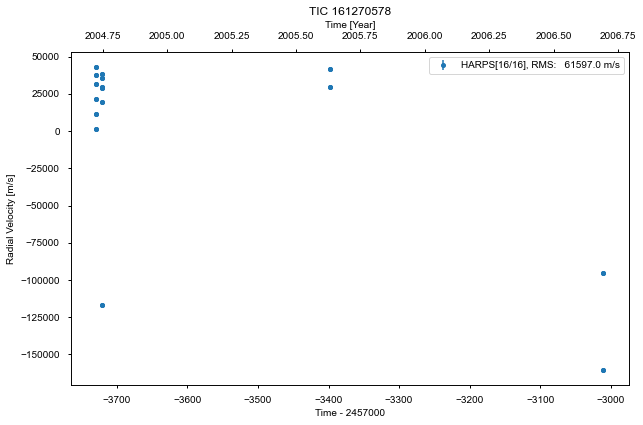 TIC 161270578
Time [Year]
2004.75 2005.00 2005.25 2005.50 2005.75 2006.00 2006.25 2006.50 2006.75
HARPS[16/16], RMS: 61597.0 m/s
50000
25000
0
−25000
−50000
−75000
−100000
−125000
−150000
Radial Velocity [m/s]
−3700 −3600 −3500 −3400 −3300 −3200 −3100 −3000
Time - 2457000